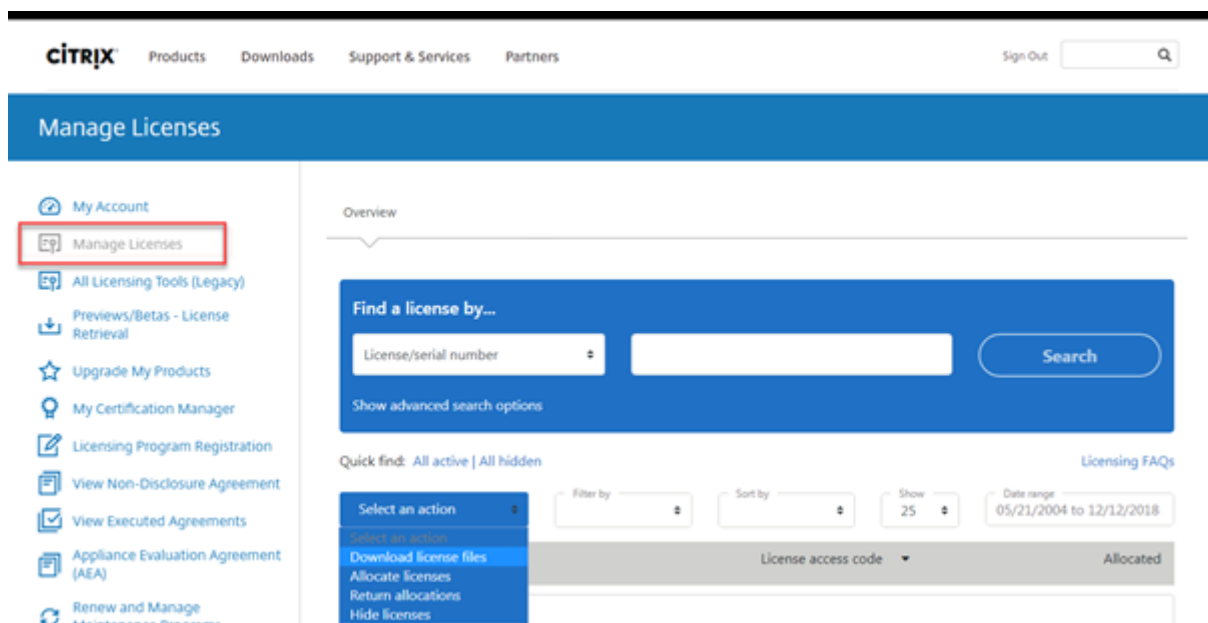 CİTRIX Products Downloads Support & Services Partners Sign Out
Manage Licenses
My Account
Manage Licenses
All Licensing Tools (Legacy)
Previews/Betas - License
Retrieval
Upgrade My Products
My Certification Manager
Licensing Program Registration
View Non-Disclosure Agreement
View Executed Agreements
Appliance Evaluation Agreement
(AEA)
Renew and Manage
Maintenance Programs
Overview
Find a license by...
License/serial number
Search
Show advanced search options
Quick find: All active | All hidden Licensing FAQs
Select an action Filter by Sort by Show 25 Date range 05/21/2004 to 12/12/2018
Select an action
Download license files
Allocate licenses
Return allocations
Hide licenses
License access code Allocated